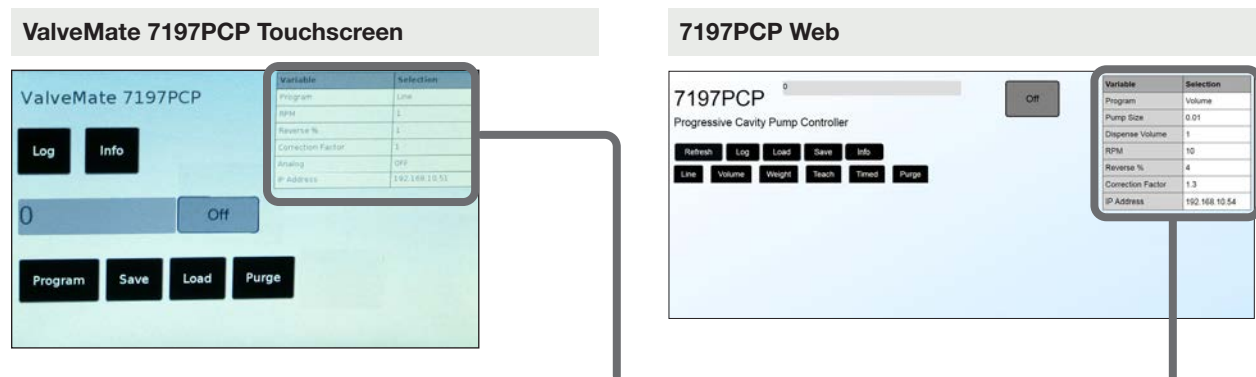 ValveMate 7197PCP Touchscreen
ValveMate 7197PCP
Log Info
0 Off
Program Save Load Purge
Variable Selection
Program Line
RPM 1
Reverse % 1
Correction Factor 1
Analog OFF
IP Address 192.168.10.51
7197PCP Web
7197PCP
0
Off
Progressive Cavity Pump Controller
Refresh Log Load Save Info
Line Volume Weight Teach Timed Purge
Variable Selection
Program Volume
Pump Size 0.01
Dispense Volume 1
RPM 10
Reverse % 4
Correction Factor 1.3
IP Address 192.168.10.54